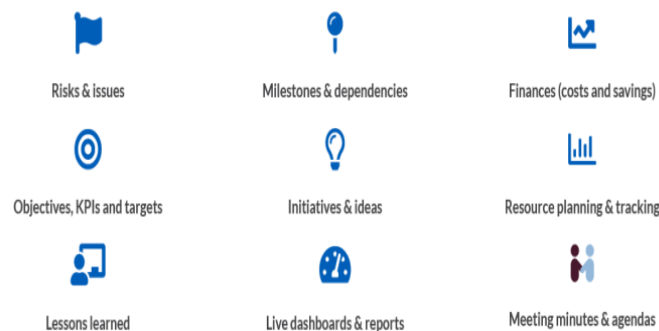 Risks & issues
Milestones & dependencies
Finances (costs and savings)
Objectives, KPIs and targets
Initiatives & ideas
Resource planning & tracking
Lessons learned
Live dashboards & reports
Meeting minutes & agendas